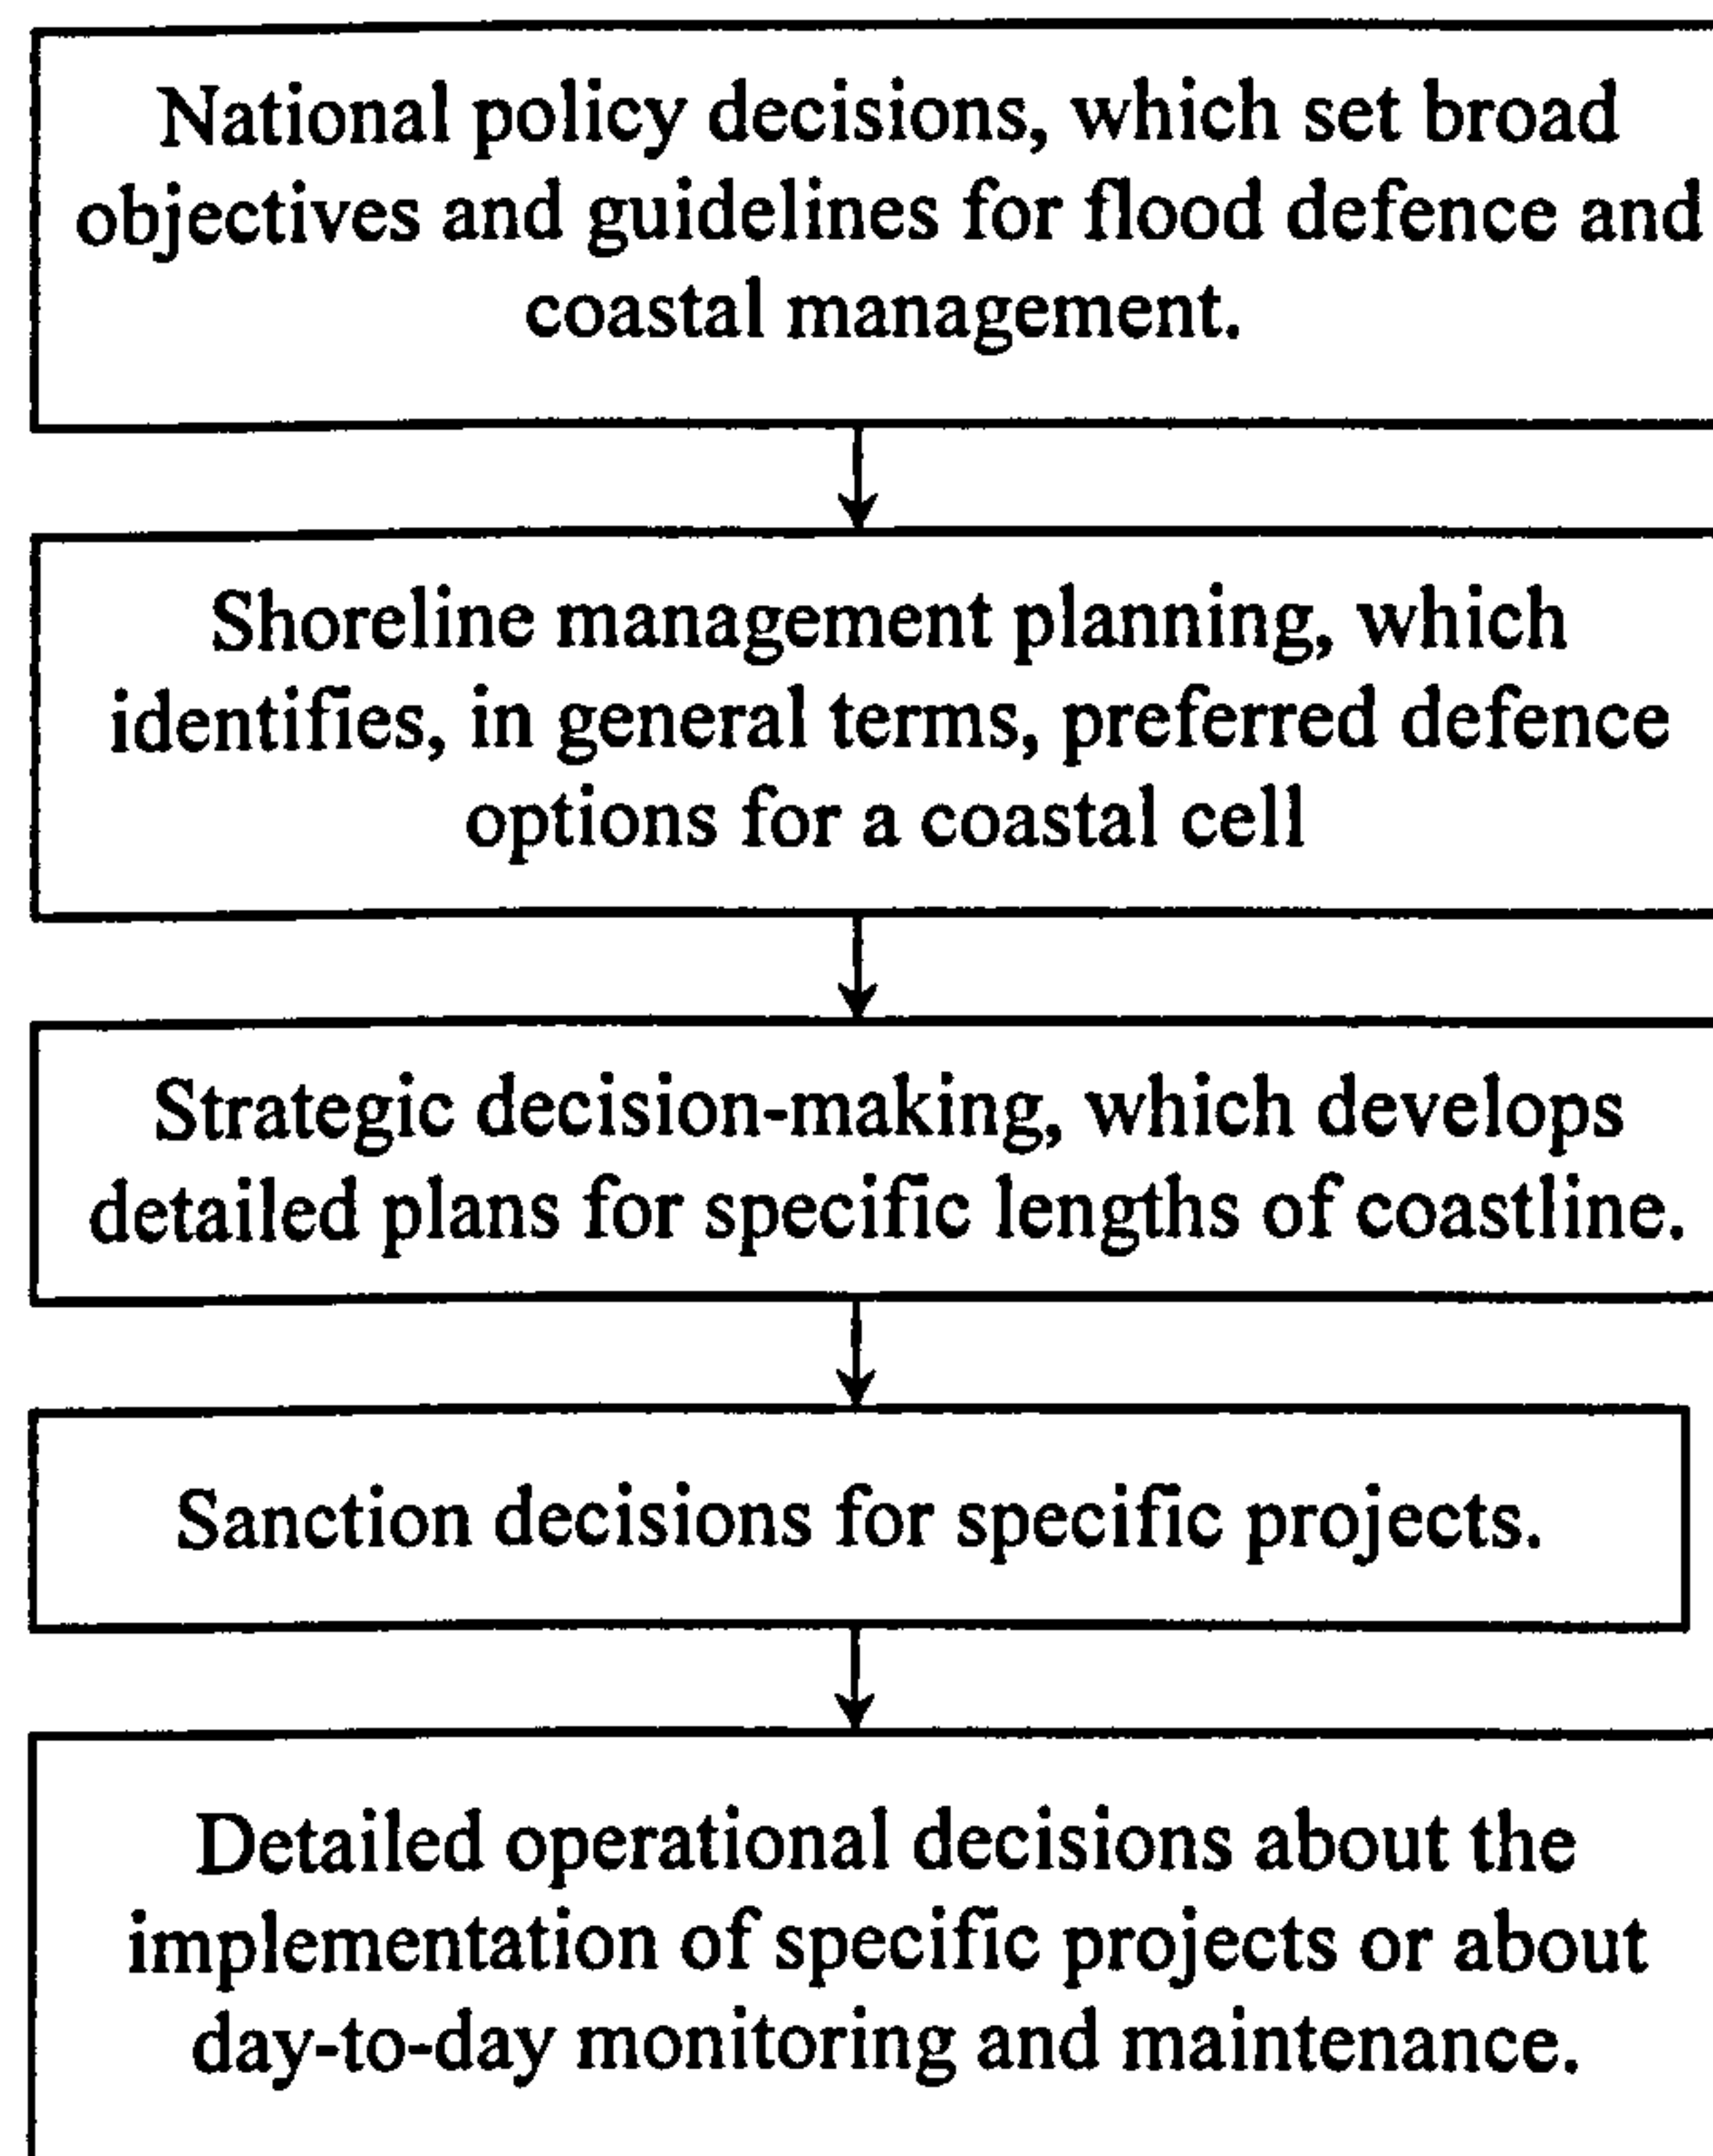 National policy decisions, which set broad
objectives and guidelines for flood defence and
coastal management.
Shoreline management planning, which
identifies, in general terms, preferred defence
options for a coastal cell
Strategic decision-making, which develops
detailed plans for specific lengths of coastline.
Sanction decisions for specific projects.
Detailed operational decisions about the
implementation of specific projects or about
day-to-day monitoring and maintenance.